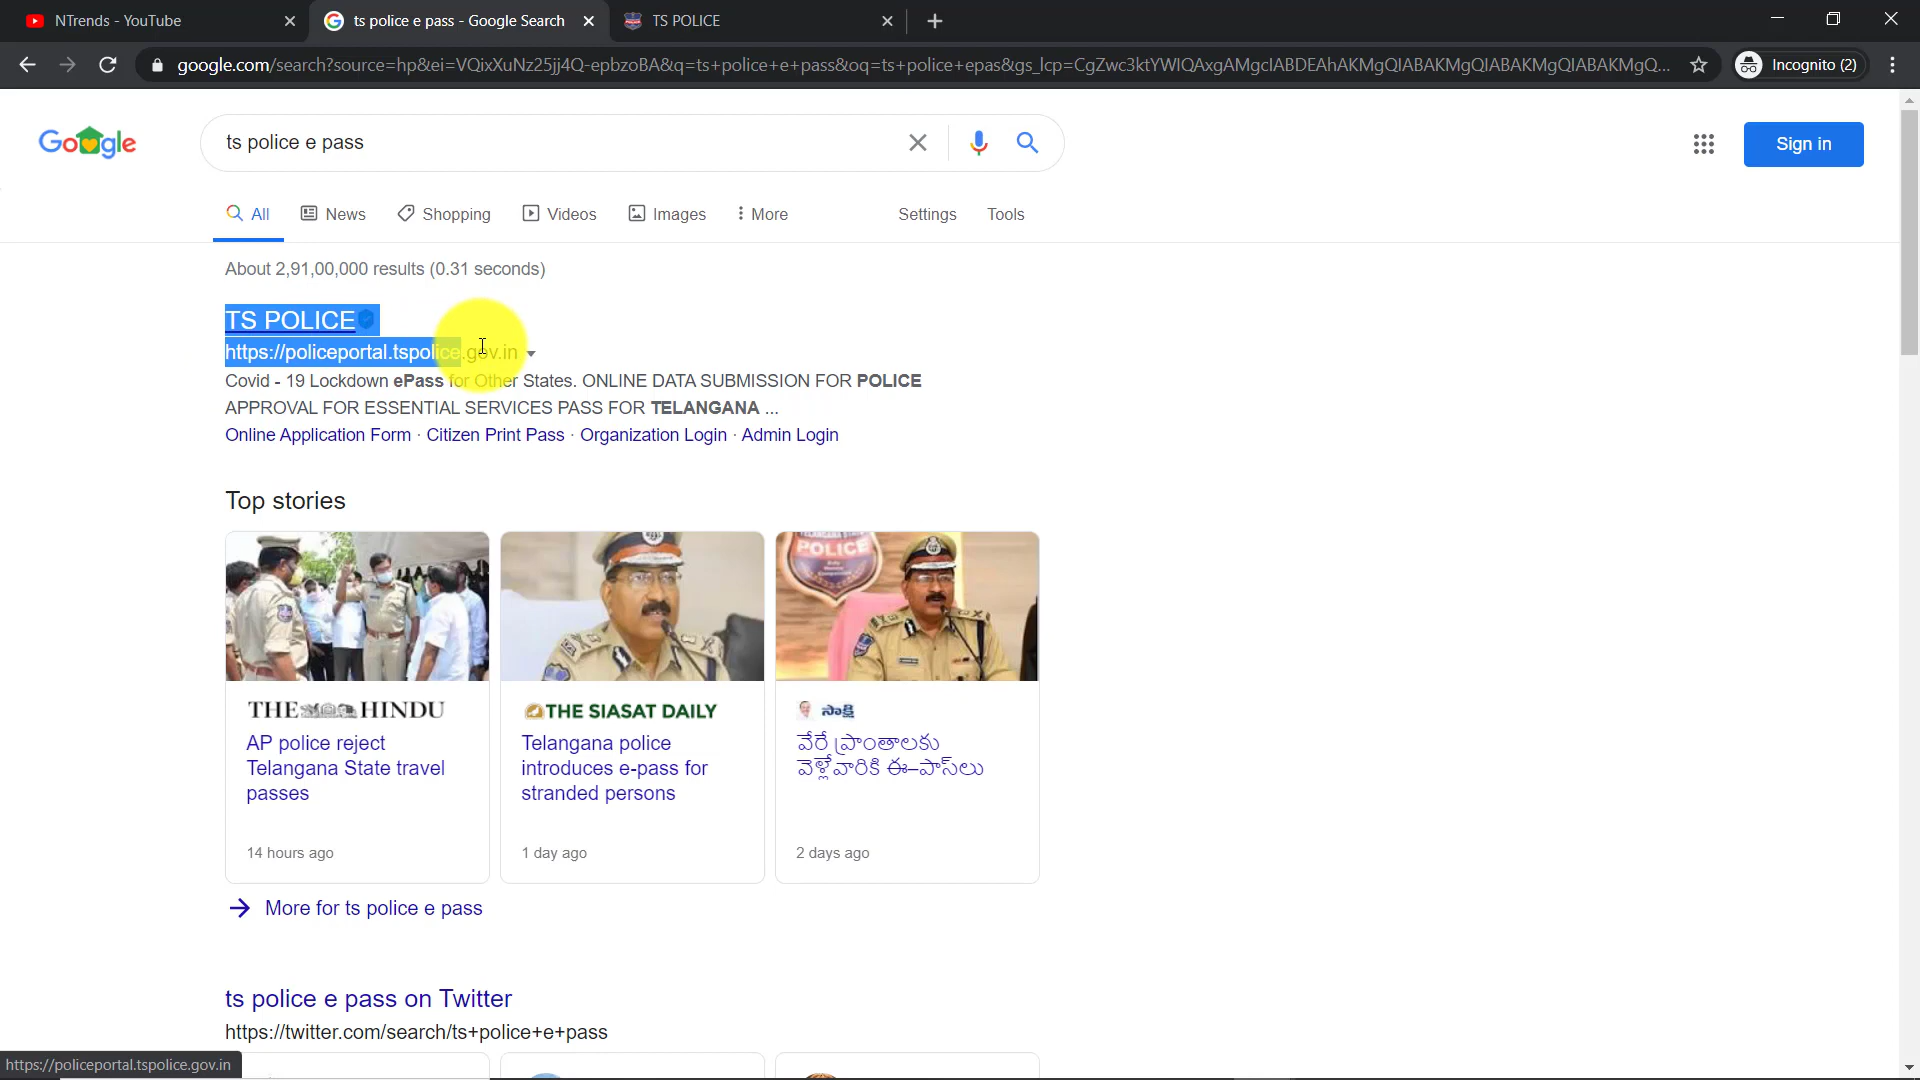 NTrends - YouTube
ts police e pass - Google Search
TS POLICE
google.com/search?source=hp&ei=VQixXuNz25jj4Q-epbzoBA&q=ts+police+e+pass&oq=ts+police+epas&gs_lcp=CgZwc3ktYWIQAxgAMgcIABDEAhAKMgQIABAKMgQIABAKMgQIABAKMgQ...
Incognito (2)
Google
ts police e pass
Sign in
All
News
Shopping
Videos
Images
More
Settings
Tools
About 2,91,00,000 results (0.31 seconds)
TS POLICE
https://policeportal.tspolice.gov.in
Covid - 19 Lockdown ePass for Other States. ONLINE DATA SUBMISSION FOR POLICE
APPROVAL FOR ESSENTIAL SERVICES PASS FOR TELANGANA ...
Online Application Form · Citizen Print Pass · Organization Login · Admin Login
Top stories
POLICE
THE HINDU
AP police reject
Telangana State travel
passes
14 hours ago
THE SIASAT DAILY
Telangana police
introduces e-pass for
stranded persons
1 day ago
సాక్షి
వేరే ప్రాంతాలకు
వెళ్లేవారికి ఈ–పాస్‌లు
2 days ago
More for ts police e pass
ts police e pass on Twitter
https://twitter.com/search/ts+police+e+pass
https://policeportal.tspolice.gov.in